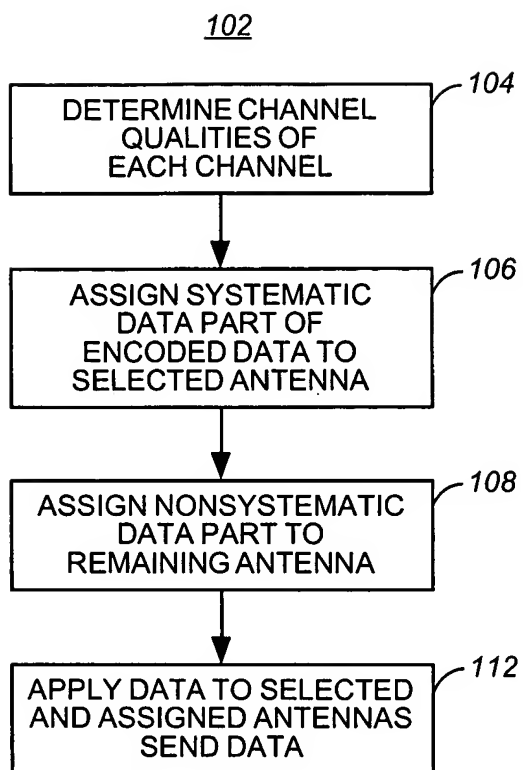 102
104
DETERMINE CHANNEL
QUALITIES OF
EACH CHANNEL
106
ASSIGN SYSTEMATIC
DATA PART OF
ENCODED DATA TO
SELECTED ANTENNA
108
ASSIGN NONSYSTEMATIC
DATA PART TO
REMAINING ANTENNA
112
APPLY DATA TO SELECTED
AND ASSIGNED ANTENNAS
SEND DATA